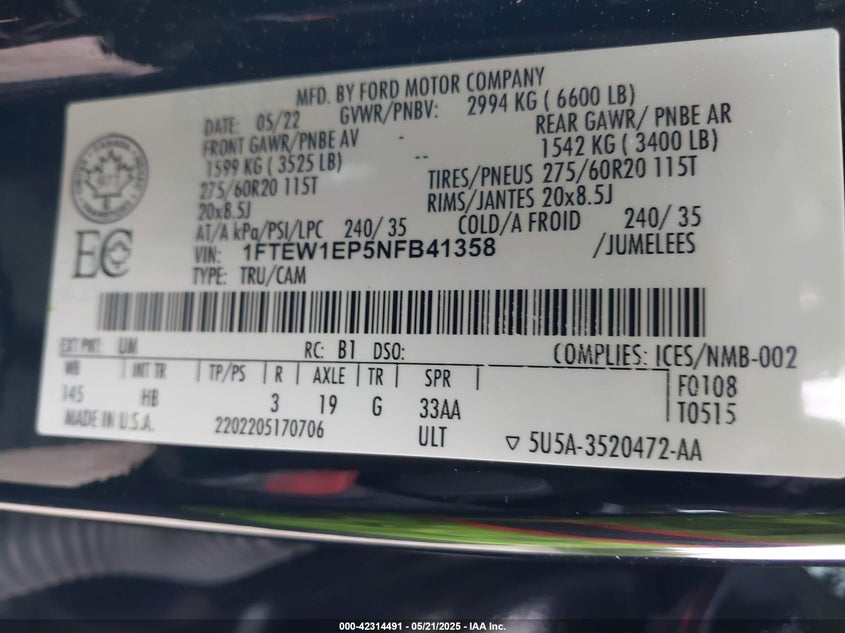 MFD. BY FORD MOTOR COMPANY
DATE: 05/22 GVWR/PNBV: 2994 KG ( 6600 LB)
FRONT GAWR/PNBE AV - REAR GAWR/ PNBE AR
1599 KG ( 3525 LB) -- 1542 KG ( 3400 LB)
275/60R20 115T TIRES/PNEUS 275/60R20 115T
20x8.5J RIMS/JANTES 20x8.5J
AT/A kPa/PSI/LPC 240/ 35 COLD/A FROID 240/ 35
VIN: 1FTEW1EP5NFB41358 /JUMELEES
TYPE: TRU/CAM
EC
EXT PNT: UM RC: B1 DSO: COMPLIES: ICES/NMB-002
WB INT TR TP/PS R AXLE TR SPR F0108
145 HB 3 19 G 33AA T0515
MADE IN U.S.A. 2202205170706 ULT 5U5A-3520472-AA
000-42314491 - 05/21/2025 - IAA Inc.